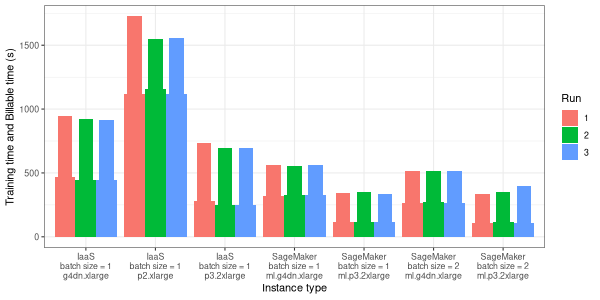 Training time and Billable time (s)
1500
1000
500
0
IaaS
batch size = 1
g4dn.xlarge
IaaS
batch size = 1
p2.xlarge
IaaS
batch size = 1
p3.2xlarge
SageMaker
batch size = 1
ml.g4dn.xlarge
SageMaker
batch size = 1
ml.p3.2xlarge
SageMaker
batch size = 2
ml.g4dn.xlarge
SageMaker
batch size = 2
ml.p3.2xlarge
Instance type
Run
1
2
3